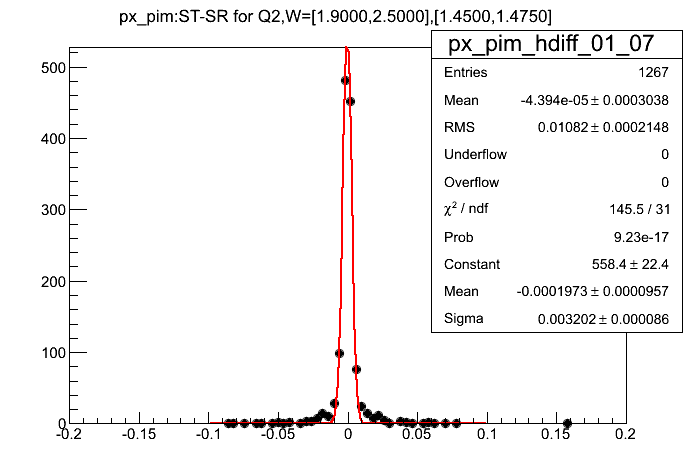 px_pim:ST-SR for Q2,W=[1.9000,2.5000],[1.4500,1.4750]
px_pim_hdiff_01_07
Entries 1267
Mean -4.394e-05 ± 0.0003038
RMS 0.01082 ± 0.0002148
Underflow 0
Overflow 0
χ² / ndf 145.5 / 31
Prob 9.23e-17
Constant 558.4 ± 22.4
Mean -0.0001973 ± 0.0000957
Sigma 0.003202 ± 0.000086
500
400
300
200
100
0
-0.2 -0.15 -0.1 -0.05 0 0.05 0.1 0.15 0.2